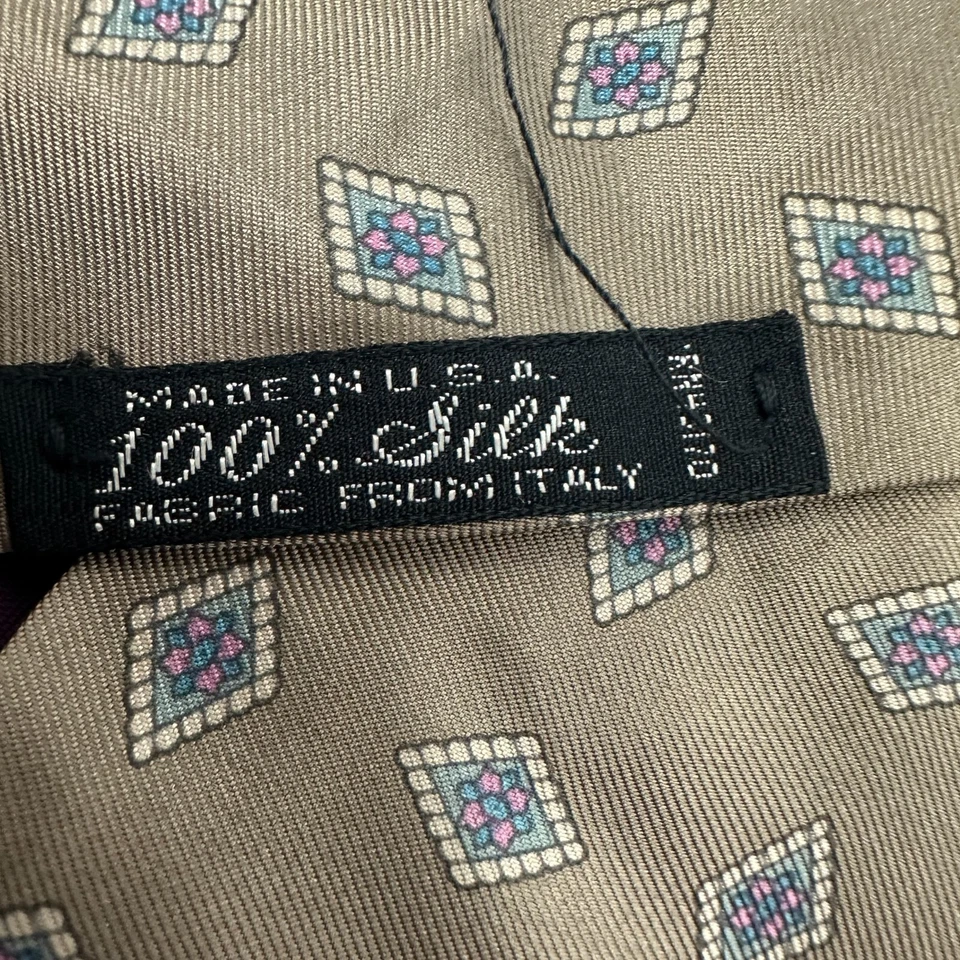 MADE IN U.S.A.
100% Silk
FABRIC FROM ITALY